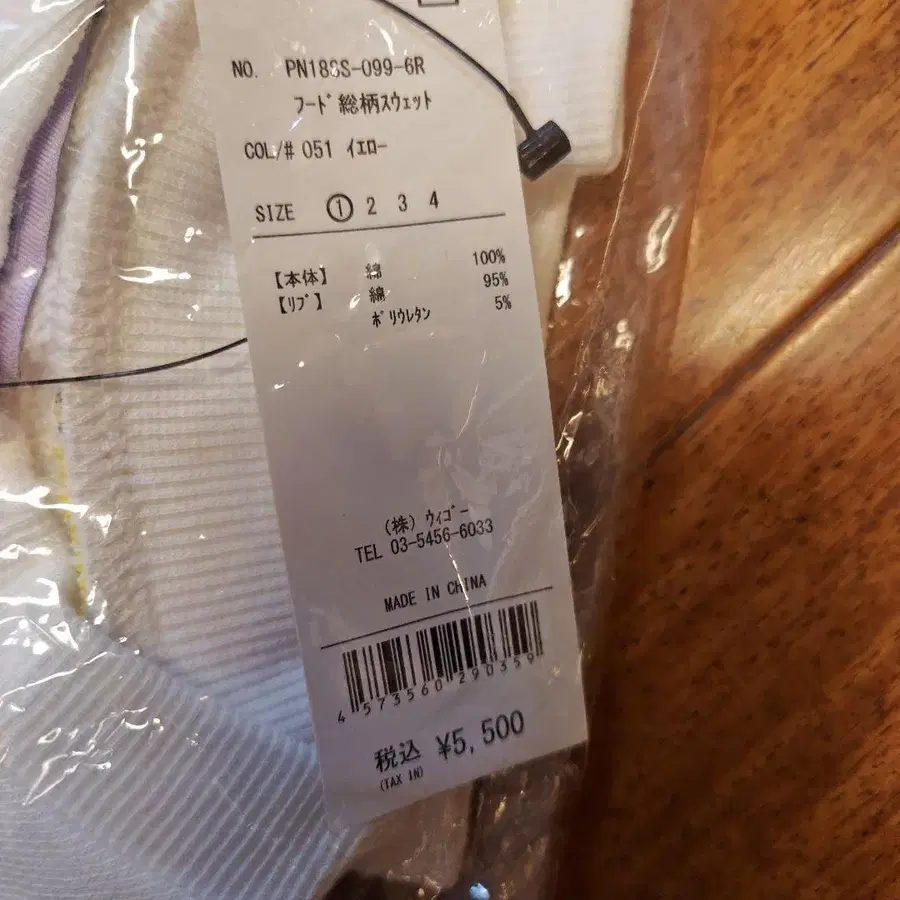 NO. PN18SS-099-6R
フード総柄スウェット
COL/# 051 イエロー
SIZE ① 2 3 4
【本体】 綿 100%
【リブ】 綿 95%
ポリウレタン 5%
(株) ウィゴー
TEL 03-5456-6033
MADE IN CHINA
4573560290359
税込 ¥5,500
(TAX IN)